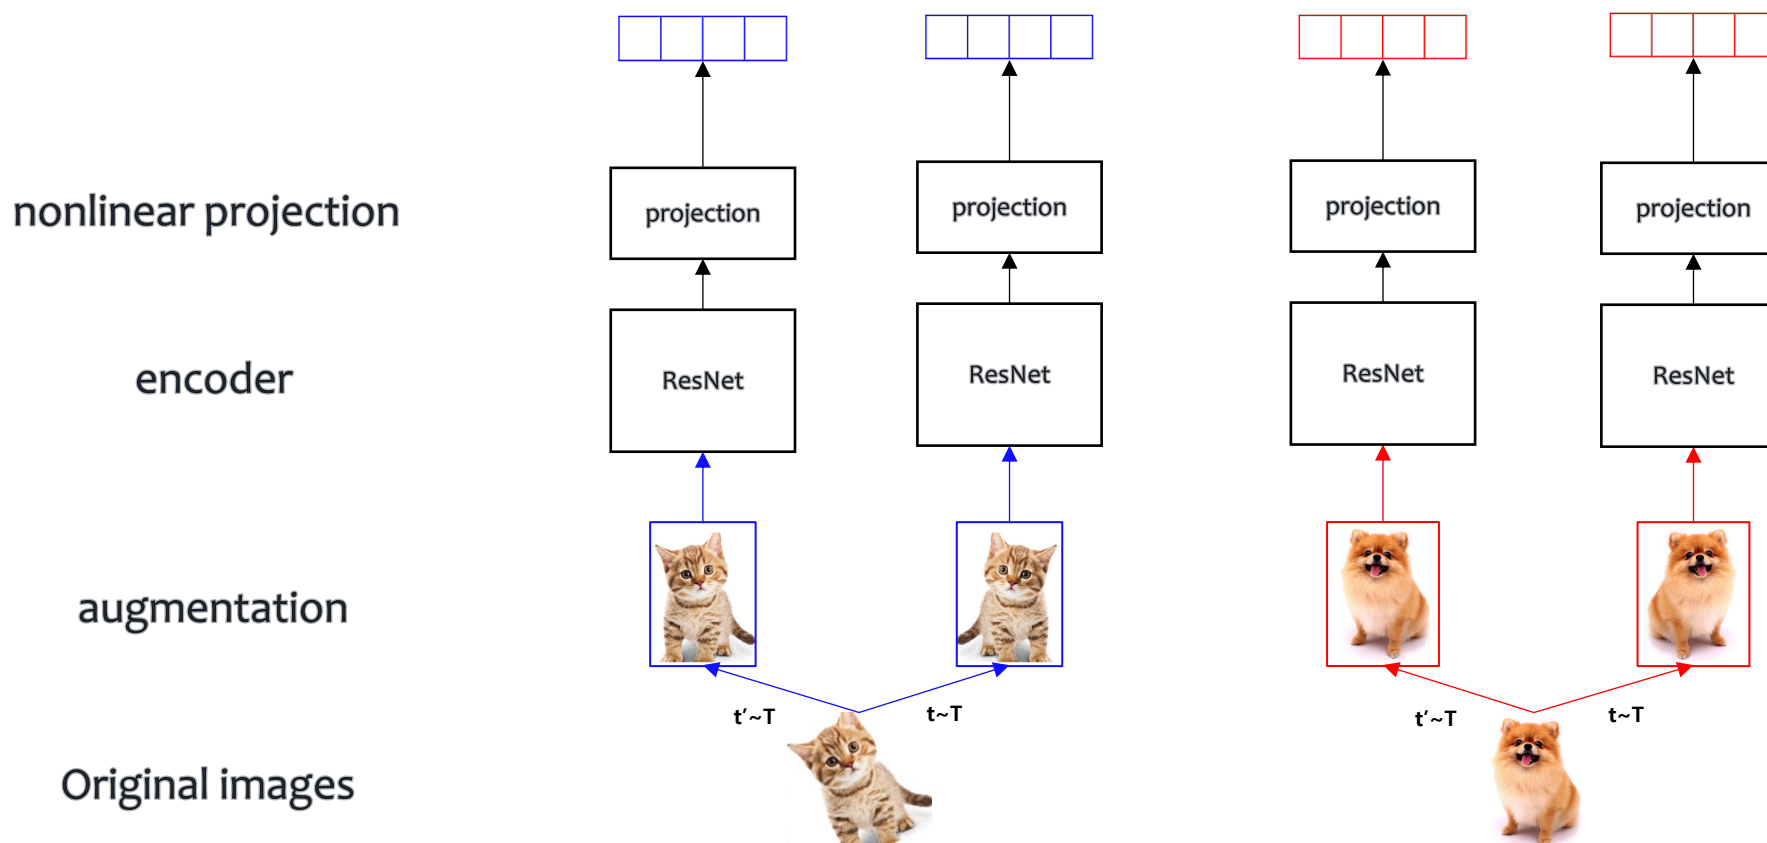 nonlinear projection
projection
projection
projection
projection
encoder
ResNet
ResNet
ResNet
ResNet
augmentation
t’~T
t~T
t’~T
t~T
Original images